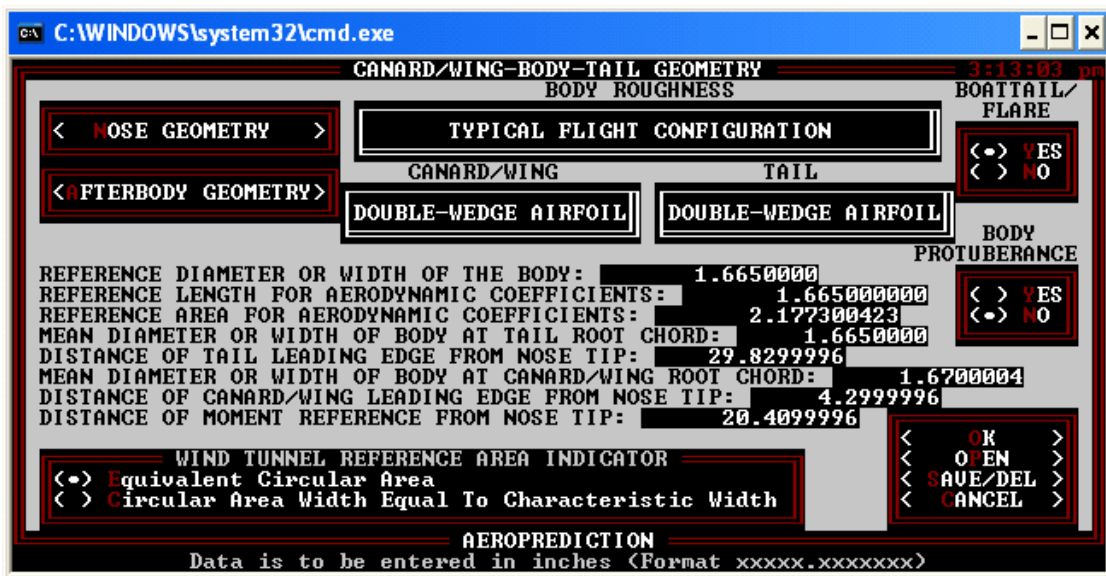 C:\WINDOWS\system32\cmd.exe
CANARD/WING-BODY-TAIL GEOMETRY 3:13:03 pm
BODY ROUGHNESS
BOATTAIL/
FLARE
< NOSE GEOMETRY >
TYPICAL FLIGHT CONFIGURATION
(•) YES
( ) NO
CANARD/WING TAIL
<AFTERBODY GEOMETRY>
DOUBLE-WEDGE AIRFOIL DOUBLE-WEDGE AIRFOIL
BODY
PROTUBERANCE
( ) YES
(•) NO
REFERENCE DIAMETER OR WIDTH OF THE BODY: 1.6650000
REFERENCE LENGTH FOR AERODYNAMIC COEFFICIENTS: 1.665000000
REFERENCE AREA FOR AERODYNAMIC COEFFICIENTS: 2.177300423
MEAN DIAMETER OR WIDTH OF BODY AT TAIL ROOT CHORD: 1.6650000
DISTANCE OF TAIL LEADING EDGE FROM NOSE TIP: 29.8299996
MEAN DIAMETER OR WIDTH OF BODY AT CANARD/WING ROOT CHORD: 1.6700004
DISTANCE OF CANARD/WING LEADING EDGE FROM NOSE TIP: 4.2999996
DISTANCE OF MOMENT REFERENCE FROM NOSE TIP: 20.4099996
WIND TUNNEL REFERENCE AREA INDICATOR
(•) Equivalent Circular Area
( ) Circular Area Width Equal To Characteristic Width
< OK >
< OPEN >
< SAVE/DEL >
< CANCEL >
AEROPREDICTION
Data is to be entered in inches (Format xxxxx.xxxxxxx)